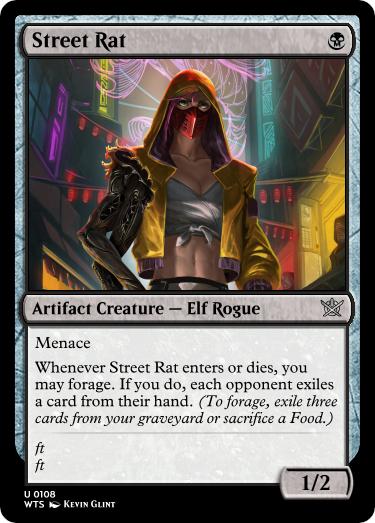 Street Rat
Artifact Creature — Elf Rogue
Menace
Whenever Street Rat enters or dies, you
may forage. If you do, each opponent exiles
a card from their hand. (To forage, exile three
cards from your graveyard or sacrifice a Food.)
ft
ft
1/2
U 0108
WTS Kevin Glint